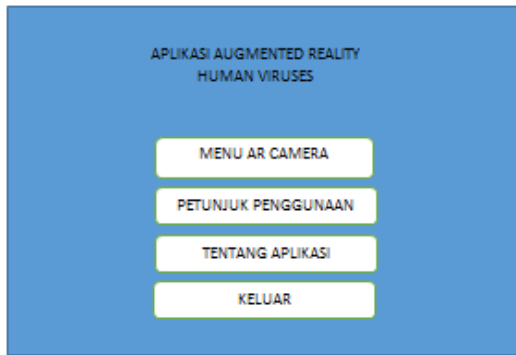 APLIKASI AUGMENTED REALITY
HUMAN VIRUSES
MENU AR CAMERA
PETUNJUK PENGGUNAAN
TENTANG APLIKASI
KELUAR